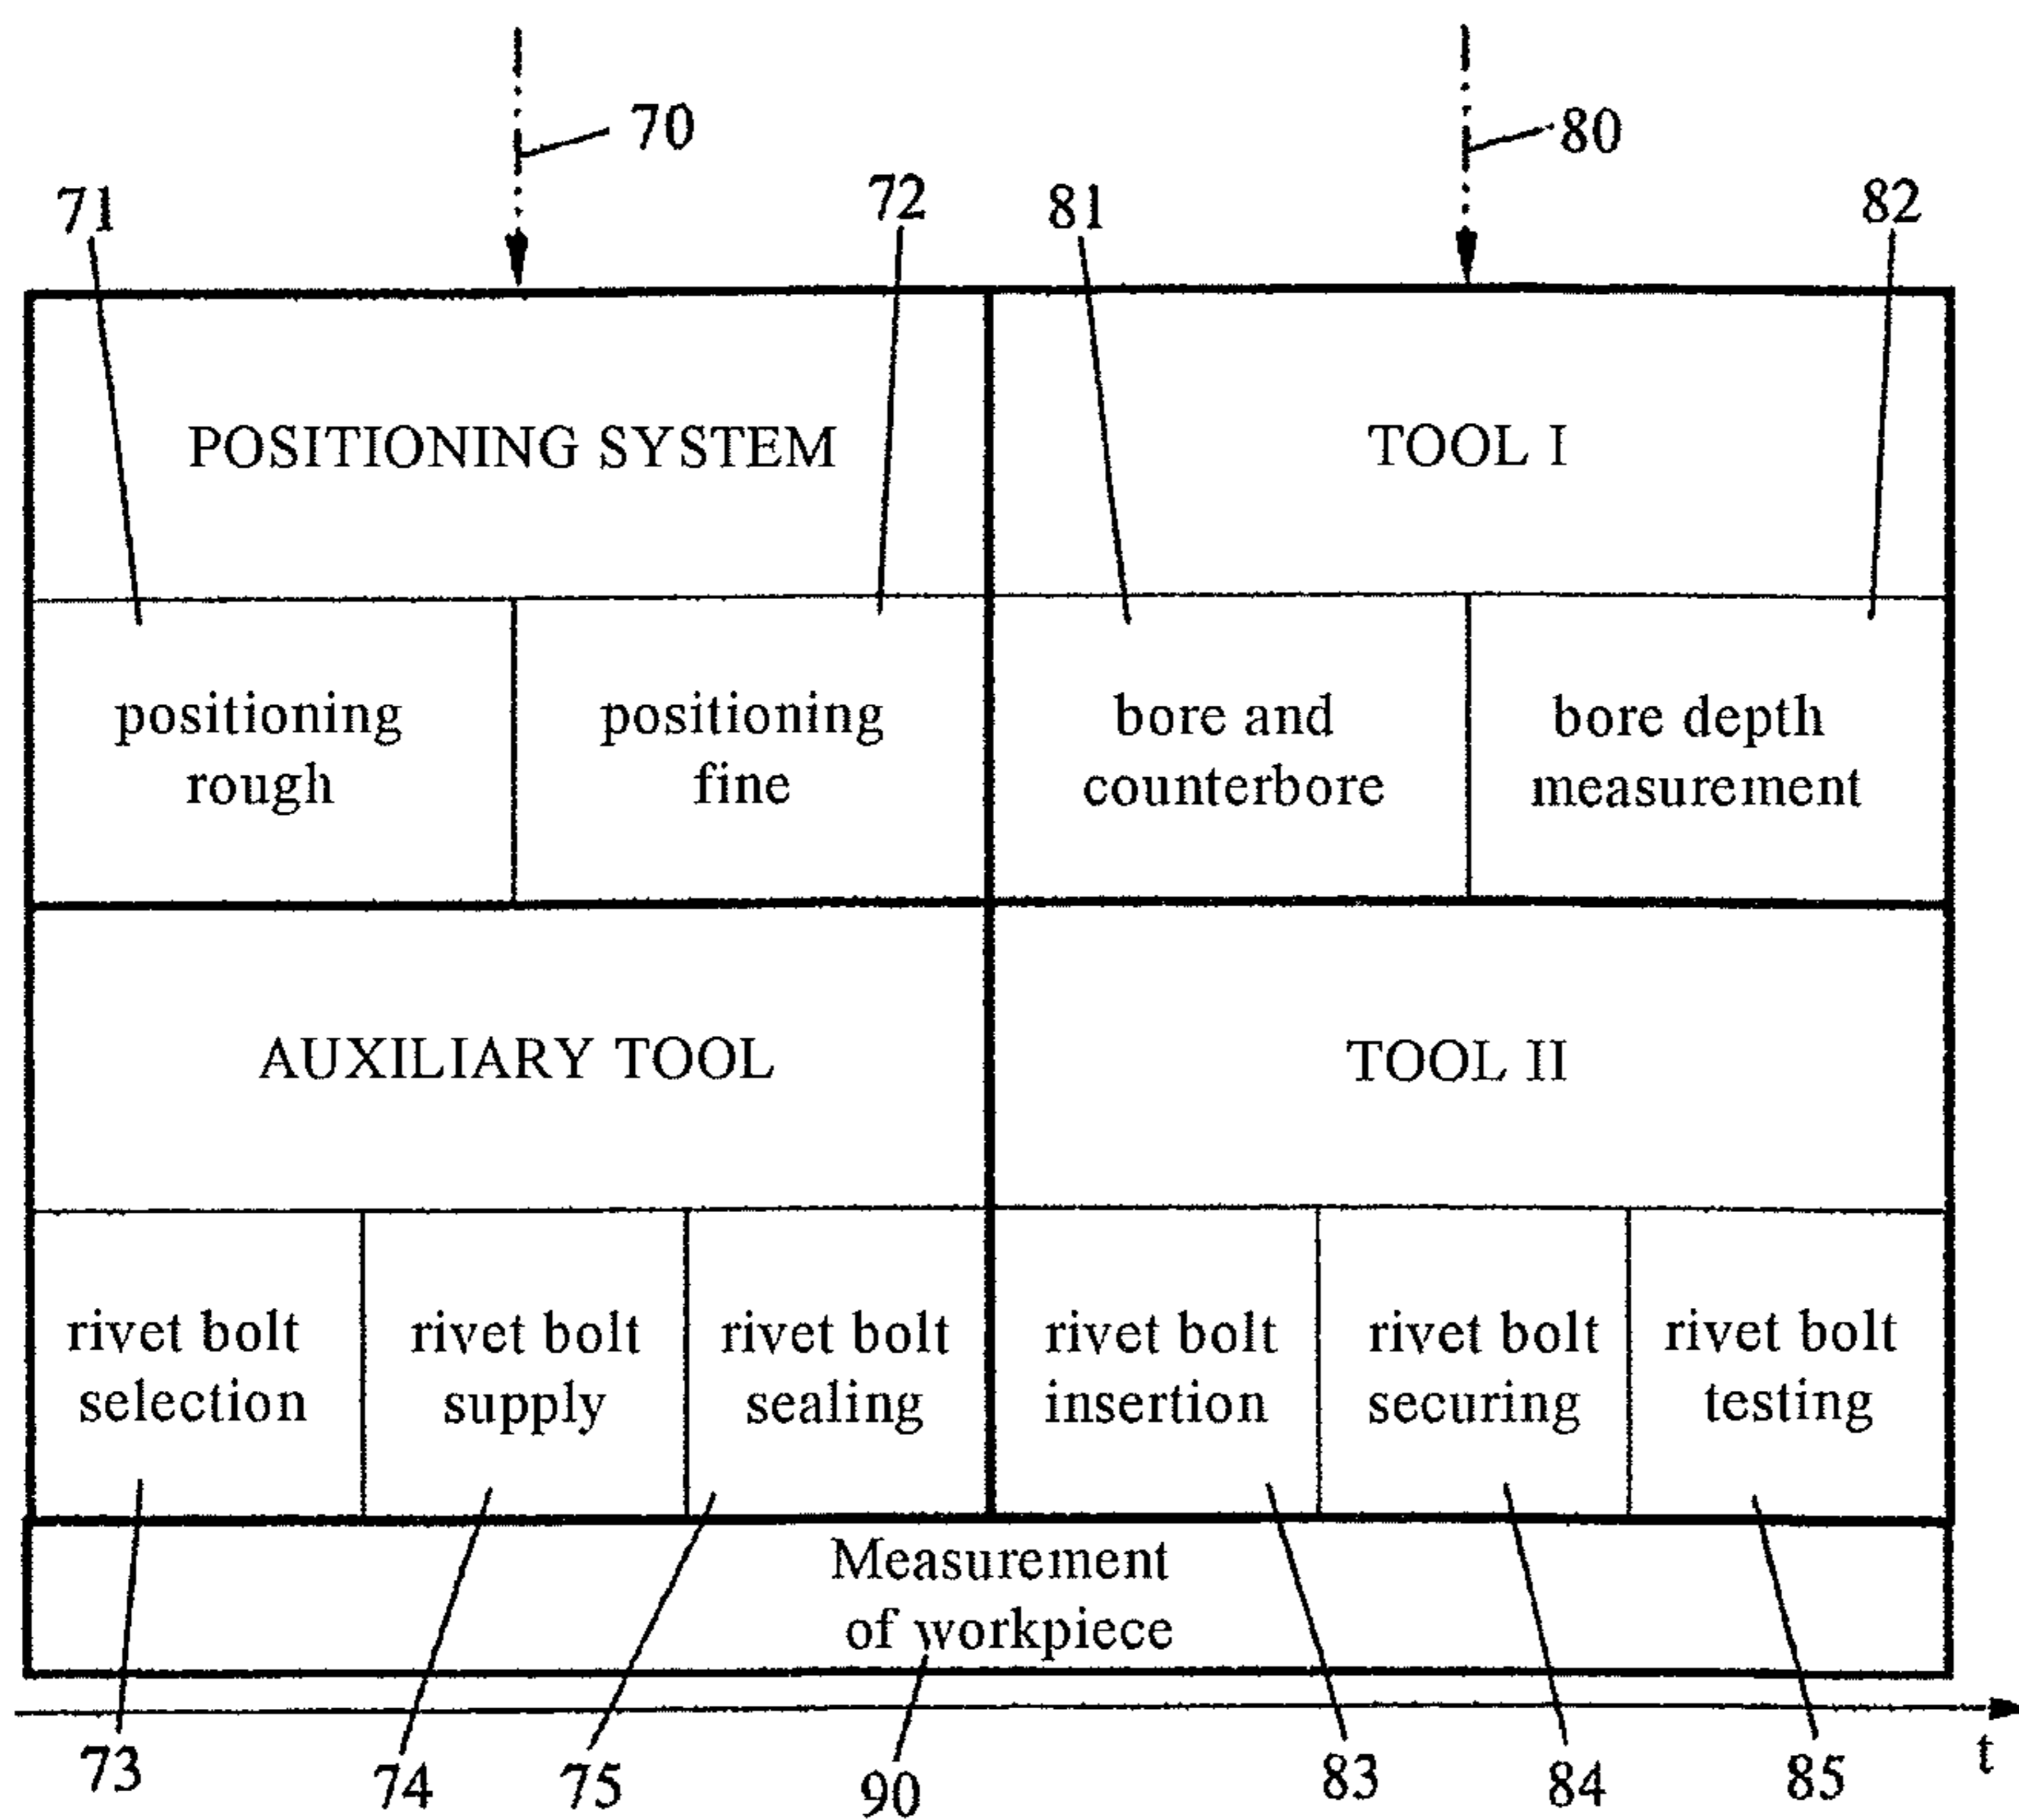 70
80
71
72
81
82
POSITIONING SYSTEM
TOOL I
positioning
rough
positioning
fine
bore and
counterbore
bore depth
measurement
AUXILIARY TOOL
TOOL II
rivet bolt
selection
rivet bolt
supply
rivet bolt
sealing
rivet bolt
insertion
rivet bolt
securing
rivet bolt
testing
Measurement
of workpiece
t
73
74
75
90
83
84
85